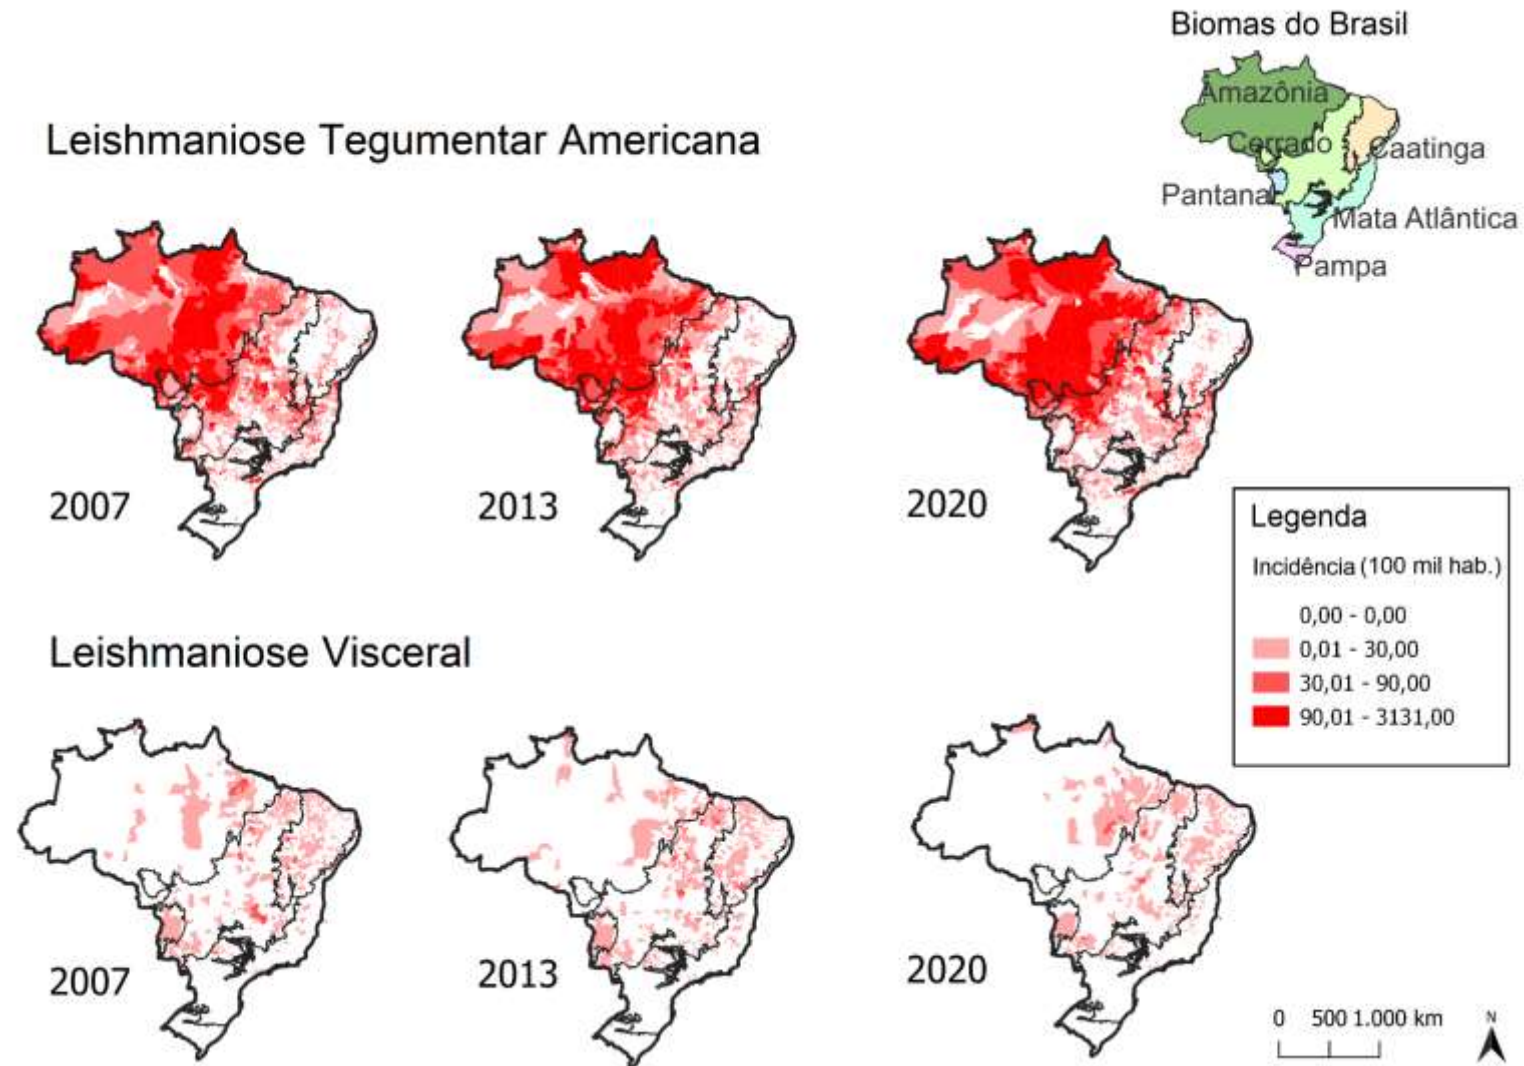 Biomas do Brasil
Amazônia
Cerrado
Caatinga
Pantanal
Mata Atlântica
Pampa
Leishmaniose Tegumentar Americana
2007
2013
2020
Legenda
Incidência (100 mil hab.)
0,00 - 0,00
0,01 - 30,00
30,01 - 90,00
90,01 - 3131,00
Leishmaniose Visceral
2007
2013
2020
0 500 1.000 km
N